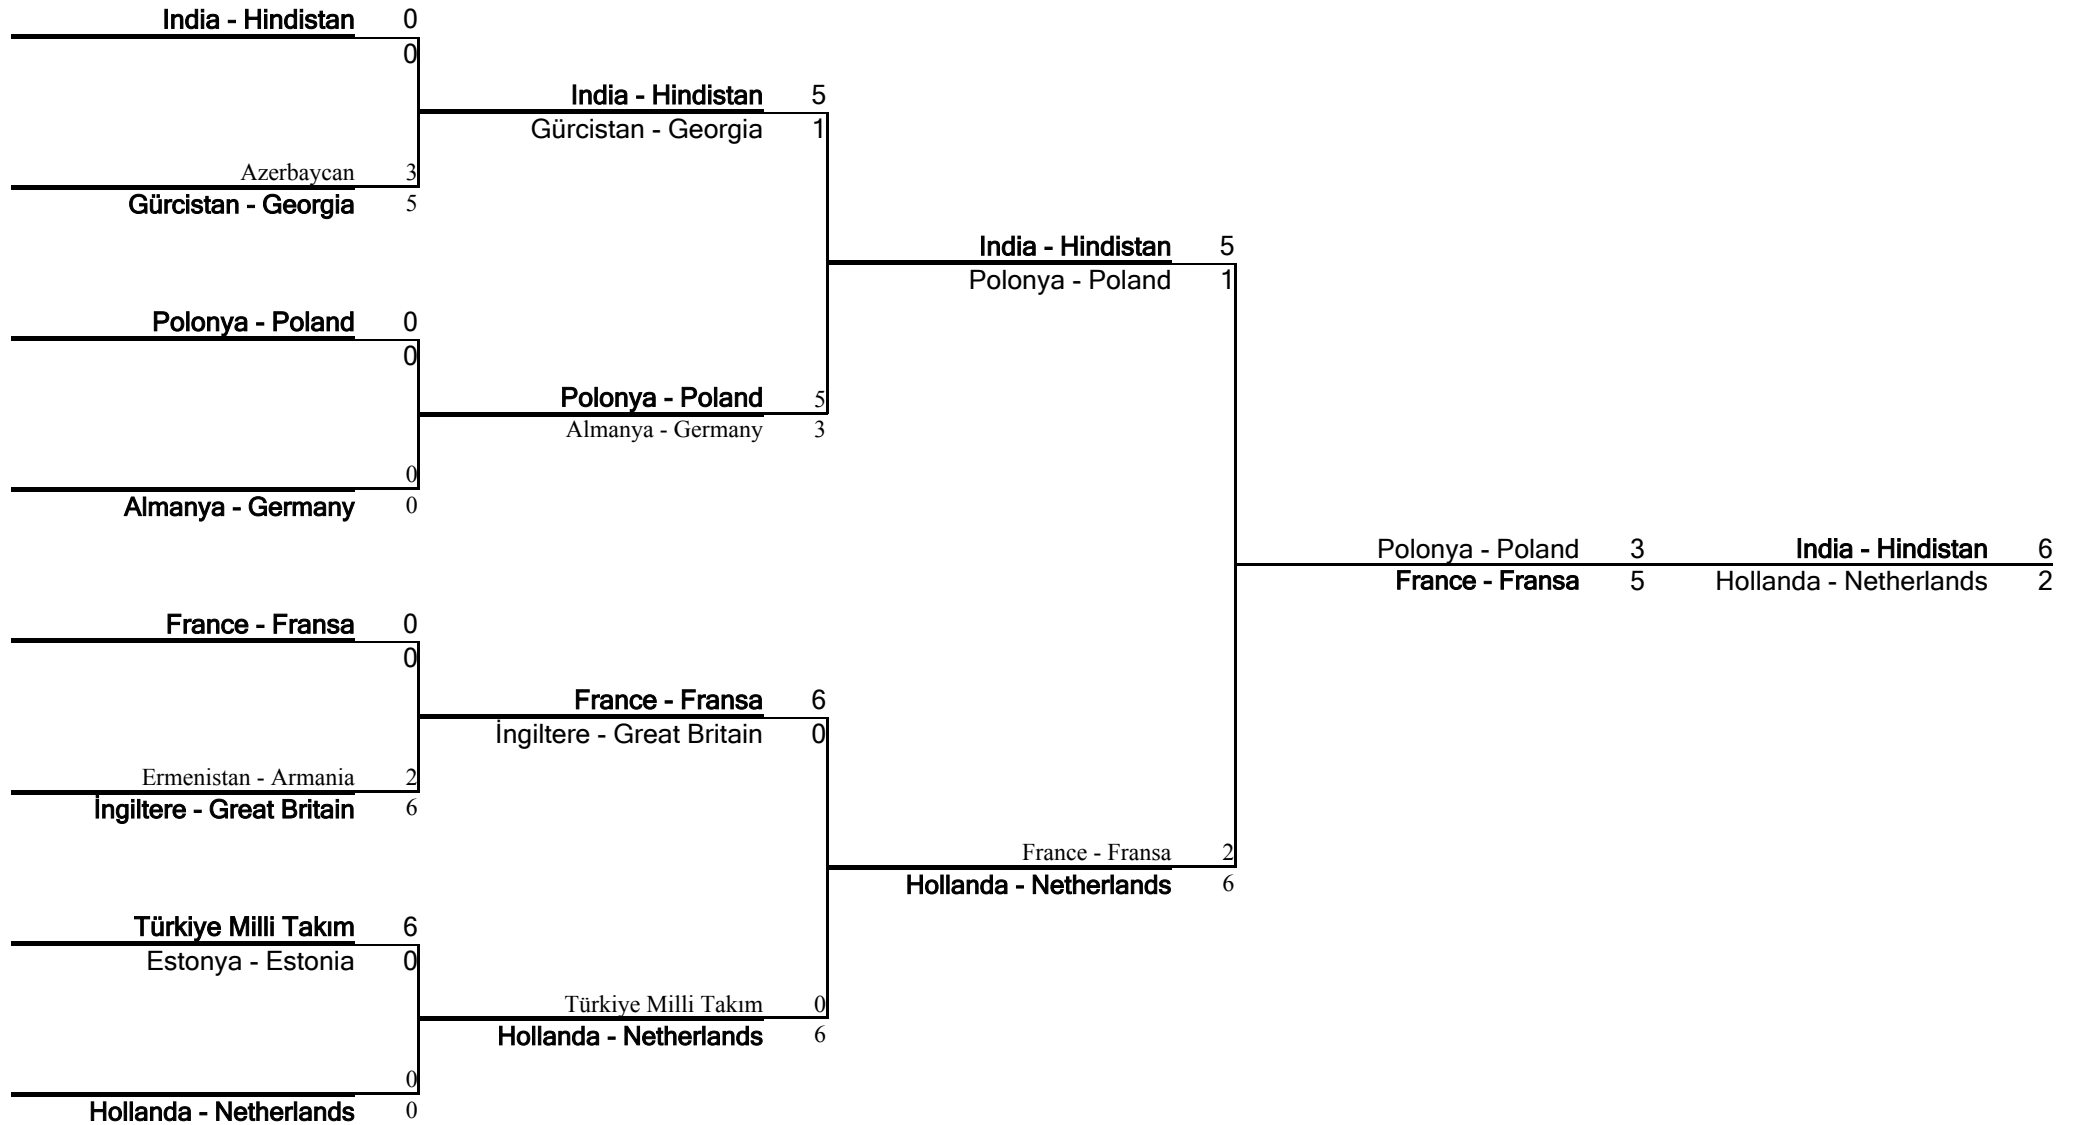 India - Hindistan 0
0
India - Hindistan 5
Gürcistan - Georgia 1
Azerbaycan 3
Gürcistan - Georgia 5
India - Hindistan 5
Polonya - Poland 1
Polonya - Poland 0
0
Polonya - Poland 5
Almanya - Germany 3
0
Almanya - Germany 0
Polonya - Poland 3 India - Hindistan 6
France - Fransa 5 Hollanda - Netherlands 2
France - Fransa 0
0
France - Fransa 6
İngiltere - Great Britain 0
Ermenistan - Armania 2
İngiltere - Great Britain 6
France - Fransa 2
Hollanda - Netherlands 6
Türkiye Milli Takım 6
Estonya - Estonia 0
Türkiye Milli Takım 0
Hollanda - Netherlands 6
0
Hollanda - Netherlands 0